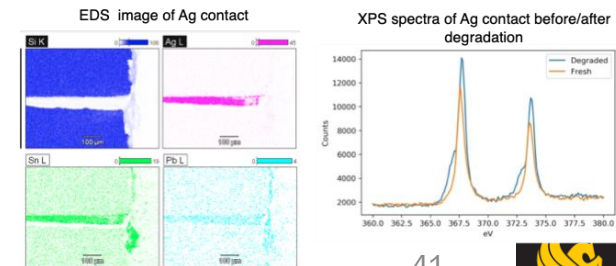 EDS image of Ag contact
XPS spectra of Ag contact before/after
degradation
Si K
Ag L
100 µm
100 µm
Sn L
Pb L
100 µm
100 µm
Degraded
Fresh
14000
12000
10000
8000
6000
4000
2000
Counts
360.0 362.5 365.0 367.5 370.0 372.5 375.0 377.5 380.0
eV
41